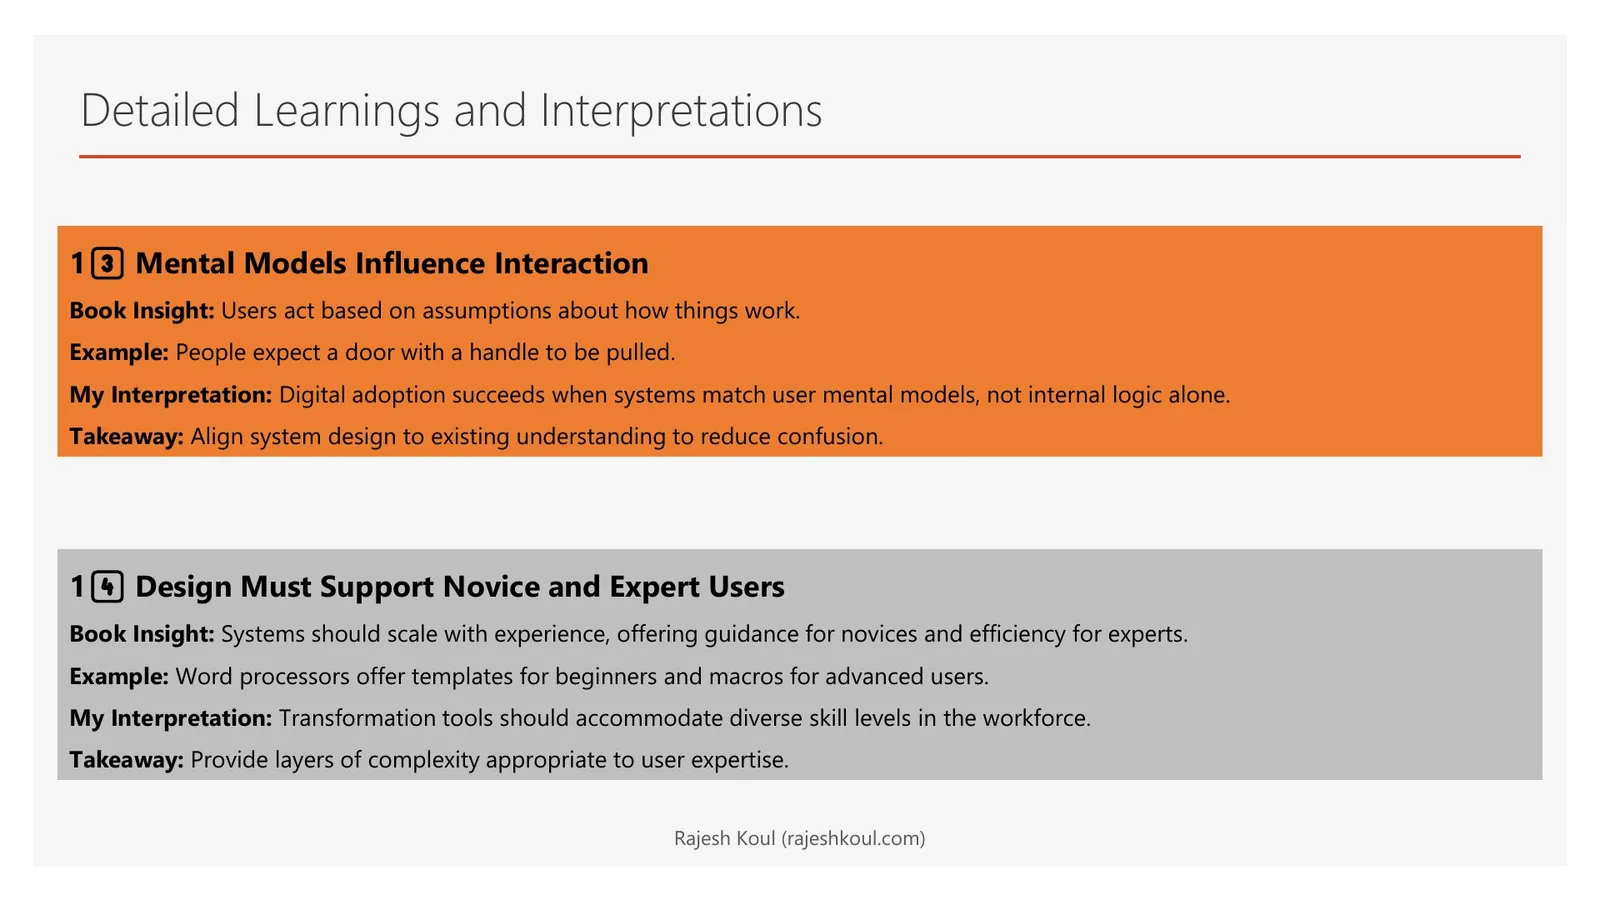 Detailed Learnings and Interpretations
13️⃣ Mental Models Influence Interaction
Book Insight: Users act based on assumptions about how things work.
Example: People expect a door with a handle to be pulled.
My Interpretation: Digital adoption succeeds when systems match user mental models, not internal logic alone.
Takeaway: Align system design to existing understanding to reduce confusion.
14️⃣ Design Must Support Novice and Expert Users
Book Insight: Systems should scale with experience, offering guidance for novices and efficiency for experts.
Example: Word processors offer templates for beginners and macros for advanced users.
My Interpretation: Transformation tools should accommodate diverse skill levels in the workforce.
Takeaway: Provide layers of complexity appropriate to user expertise.
Rajesh Koul (rajeshkoul.com)